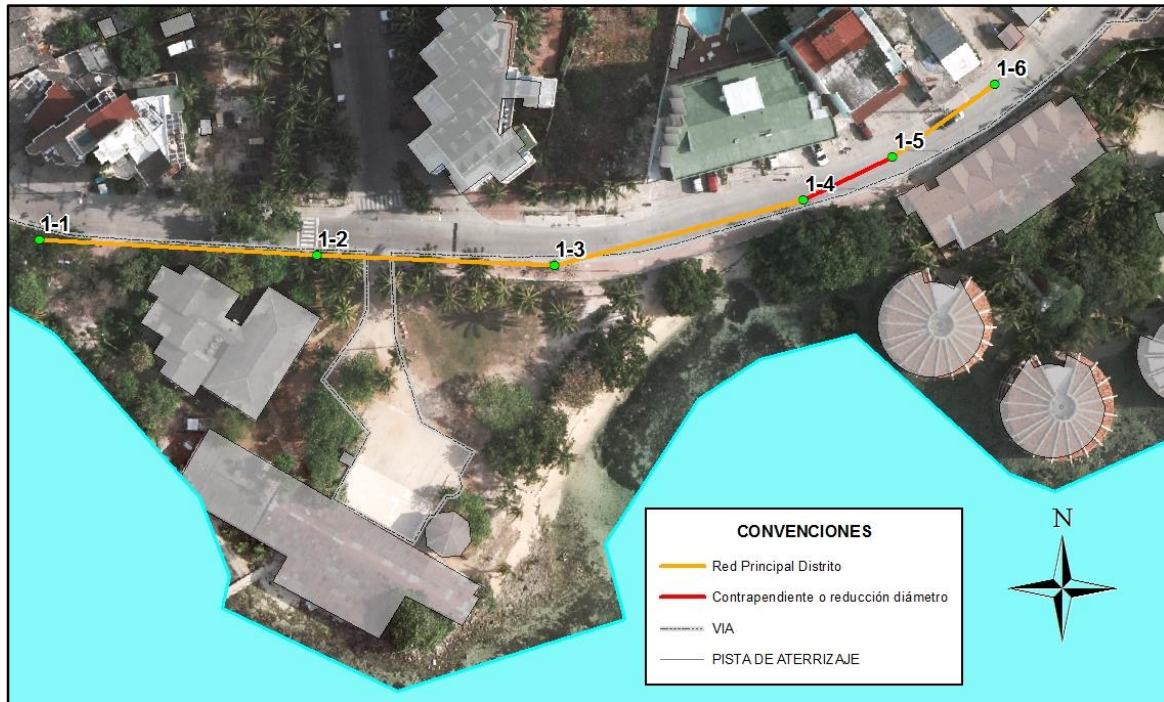 1-6
1-5
1-4
1-1
1-2
1-3
CONVENCIONES
Red Principal Distrito
Contrapendiente o reducción diámetro
VIA
PISTA DE ATERRIZAJE
N